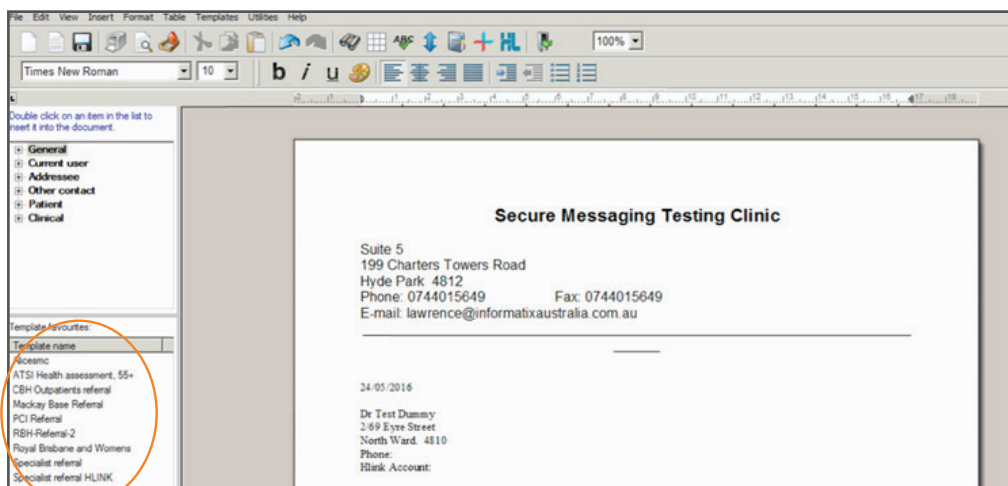 File Edit View Insert Format Table Templates Utilities Help
ABC HL 100%
Times New Roman 10 b i u
Double click on an item in the list to
insert it into the document.
General
Current user
Addressee
Other contact
Patient
Clinical
Secure Messaging Testing Clinic
Suite 5
199 Charters Towers Road
Hyde Park 4812
Phone: 0744015649 Fax: 0744015649
E-mail: lawrence@informatixaustralia.com.au
Template favourites:
Template name
ATSI Health assessment, 55+
CBH Outpatients referral
Mackay Base Referral
PCI Referral
RBH-Referral-2
Royal Brisbane and Womens
Specialist referral
Specialist referral HLINK
24/05/2016
Dr Test Dummy
2/69 Eyre Street
North Ward. 4810
Phone:
Hlink Account: